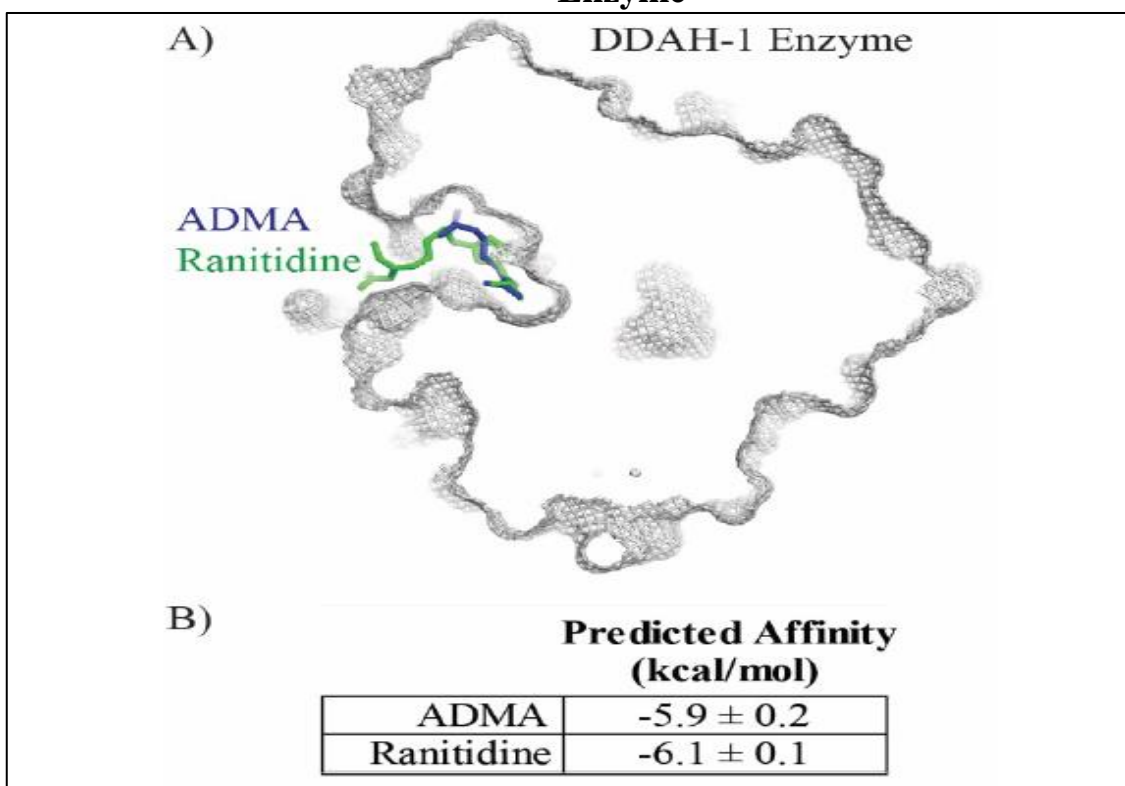 Enzyme
A) DDAH-1 Enzyme
ADMA
Ranitidine
B)
Predicted Affinity
(kcal/mol)
ADMA -5.9 ± 0.2
Ranitidine -6.1 ± 0.1